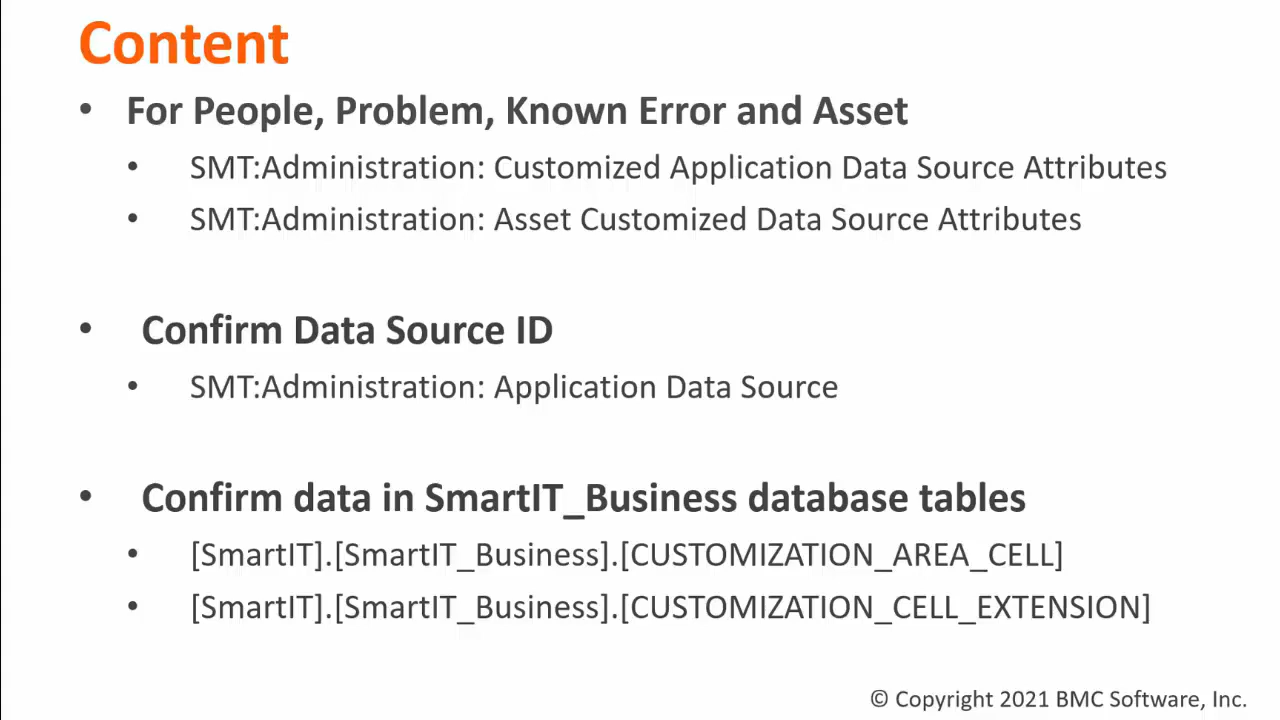 Content
• For People, Problem, Known Error and Asset
• SMT:Administration: Customized Application Data Source Attributes
• SMT:Administration: Asset Customized Data Source Attributes
• Confirm Data Source ID
• SMT:Administration: Application Data Source
• Confirm data in SmartIT_Business database tables
• [SmartIT].[SmartIT_Business].[CUSTOMIZATION_AREA_CELL]
• [SmartIT].[SmartIT_Business].[CUSTOMIZATION_CELL_EXTENSION]
© Copyright 2021 BMC Software, Inc.